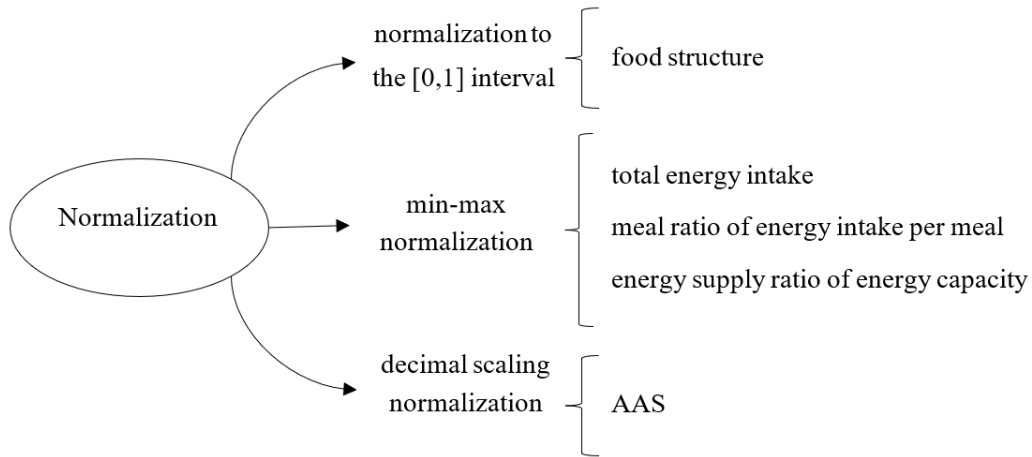 Normalization
normalization to
the [0,1] interval
food structure
min-max
normalization
total energy intake
meal ratio of energy intake per meal
energy supply ratio of energy capacity
decimal scaling
normalization
AAS